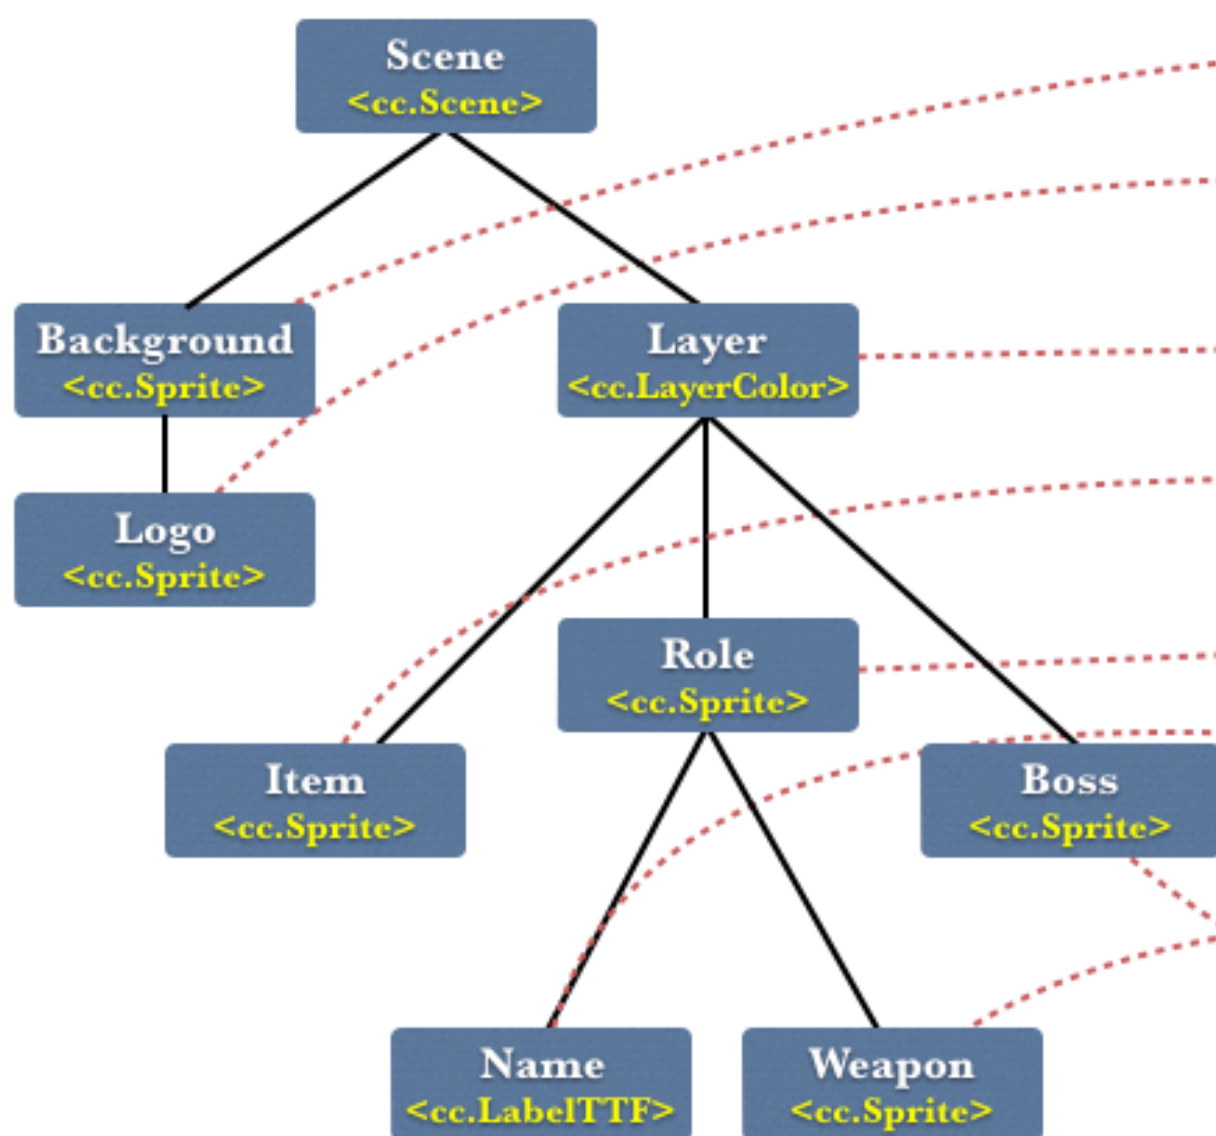 Scene
<cc.Scene>
Background
<cc.Sprite>
Layer
<cc.LayerColor>
Logo
<cc.Sprite>
Role
<cc.Sprite>
Item
<cc.Sprite>
Boss
<cc.Sprite>
Name
<cc.LabelTTF>
Weapon
<cc.Sprite>